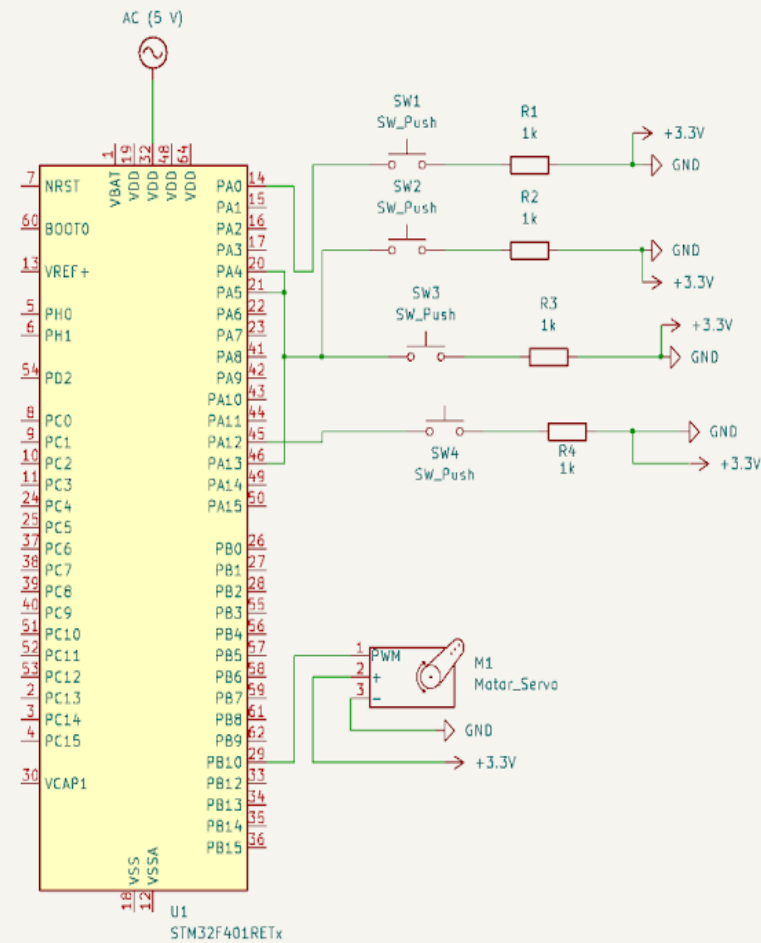 AC (5 V)
1
19
32
48
64
VBAT
VDD
VDD
VDD
VDD
7 NRST
60 BOOT0
13 VREF+
5 PH0
6 PH1
54 PD2
8 PC0
9 PC1
10 PC2
11 PC3
24 PC4
25 PC5
37 PC6
38 PC7
39 PC8
40 PC9
51 PC10
52 PC11
53 PC12
2 PC13
3 PC14
4 PC15
30 VCAP1
PA0 14
PA1 15
PA2 16
PA3 17
PA4 20
PA5 21
PA6 22
PA7 23
PA8 41
PA9 42
PA10 43
PA11 44
PA12 45
PA13 46
PA14 49
PA15 50
PB0 26
PB1 27
PB2 28
PB3 55
PB4 56
PB5 57
PB6 58
PB7 59
PB8 61
PB9 62
PB10 29
PB12 33
PB13 34
PB14 35
PB15 36
VSS
VSSA
18
12
U1
STM32F401RETx
SW1
SW_Push
R1
1k
+3.3V
GND
SW2
SW_Push
R2
1k
GND
+3.3V
SW3
SW_Push
R3
1k
+3.3V
GND
SW4
SW_Push
R4
1k
GND
+3.3V
1 PWM
2 +
3 -
M1
Motor_Servo
GND
+3.3V